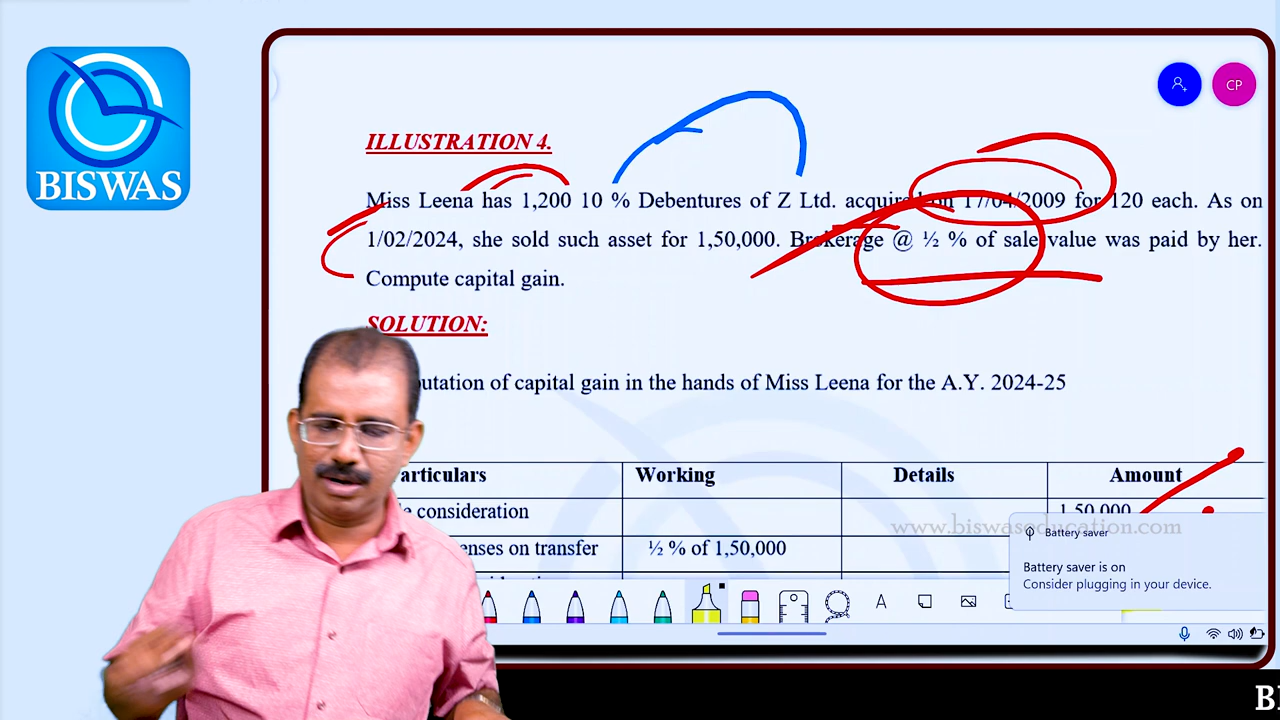 BISWAS
CP
ILLUSTRATION 4.
Miss Leena has 1,200 10 % Debentures of Z Ltd. acquired on 17/04/2009 for 120 each. As on
1/02/2024, she sold such asset for 1,50,000. Brokerage @ ½ % of sale value was paid by her.
Compute capital gain.
SOLUTION:
putation of capital gain in the hands of Miss Leena for the A.Y. 2024-25
articulars Working Details Amount
e consideration 1,50,000
www.biswaseducation.com
enses on transfer ½ % of 1,50,000
Battery saver
Battery saver is on
Consider plugging in your device.
A